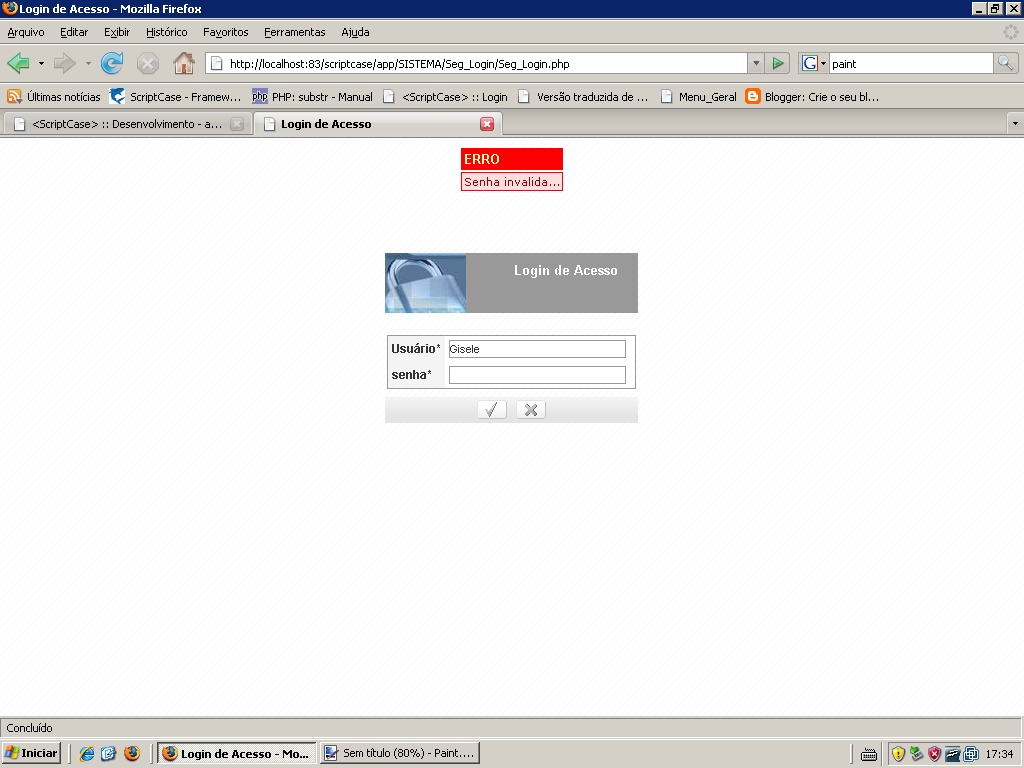 Login de Acesso - Mozilla Firefox
Arquivo Editar Exibir Histórico Favoritos Ferramentas Ajuda
http://localhost:83/scriptcase/app/SISTEMA/Seg_Login/Seg_Login.php
G paint
Últimas notícias ScriptCase - Framew... php PHP: substr - Manual <ScriptCase> :: Login Versão traduzida de ... Menu_Geral Blogger: Crie o seu bl...
<ScriptCase> :: Desenvolvimento - a... Login de Acesso
ERRO
Senha invalida...
Login de Acesso
Usuário* Gisele
senha*
Concluído
Iniciar Login de Acesso - Mo... Sem título (80%) - Paint.... 17:34